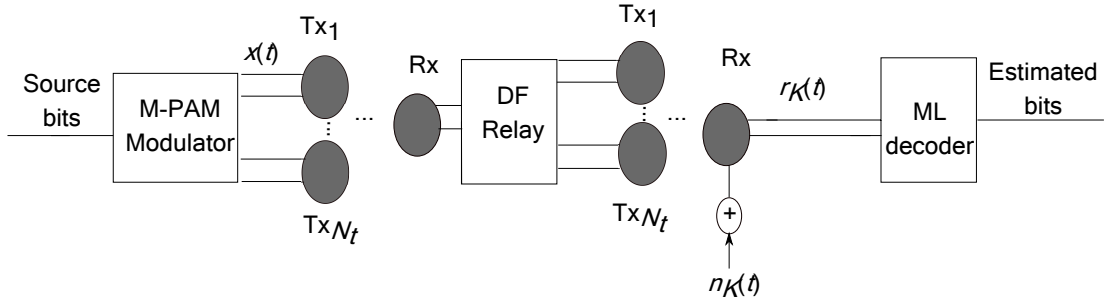 Source
bits
M-PAM
Modulator
x(t)
Tx1
TxNt
...
Rx
DF
Relay
Tx1
TxNt
...
Rx
+
nK(t)
rK(t)
ML
decoder
Estimated
bits